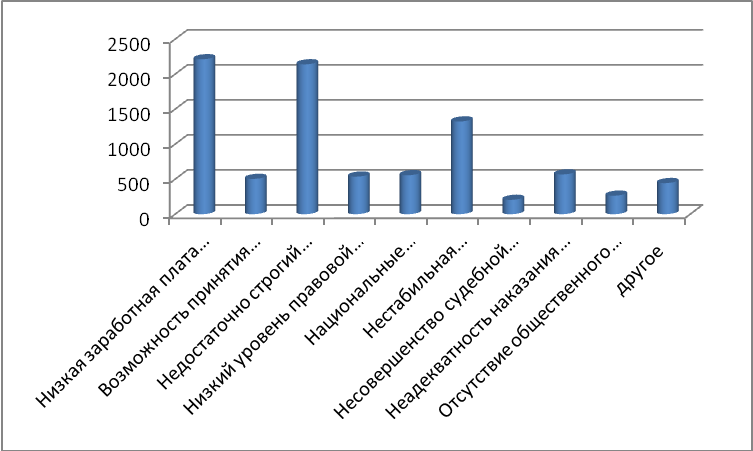 2500
2000
1500
1000
500
0
Низкая заработная плата…
Возможность принятия…
Недостаточно строгий…
Низкий уровень правовой…
Национальные…
Нестабильная…
Несовершенство судебной…
Неадекватность наказания…
Отсутствие общественного…
другое